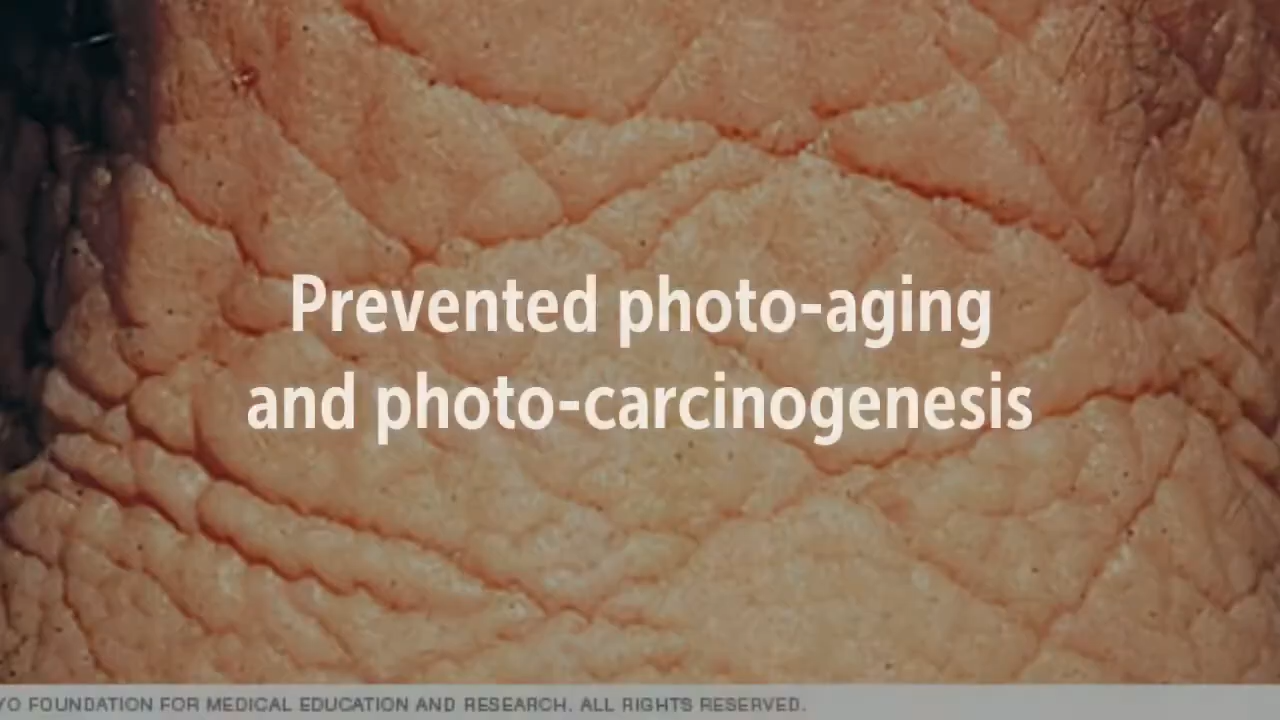 Prevented photo-aging
and photo-carcinogenesis
YO FOUNDATION FOR MEDICAL EDUCATION AND RESEARCH. ALL RIGHTS RESERVED.